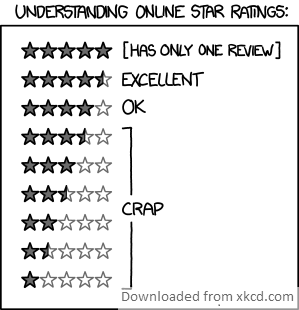 UNDERSTANDING ONLINE STAR RATINGS:
[HAS ONLY ONE REVIEW]
EXCELLENT
OK
CRAP
Downloaded from xkcd.com